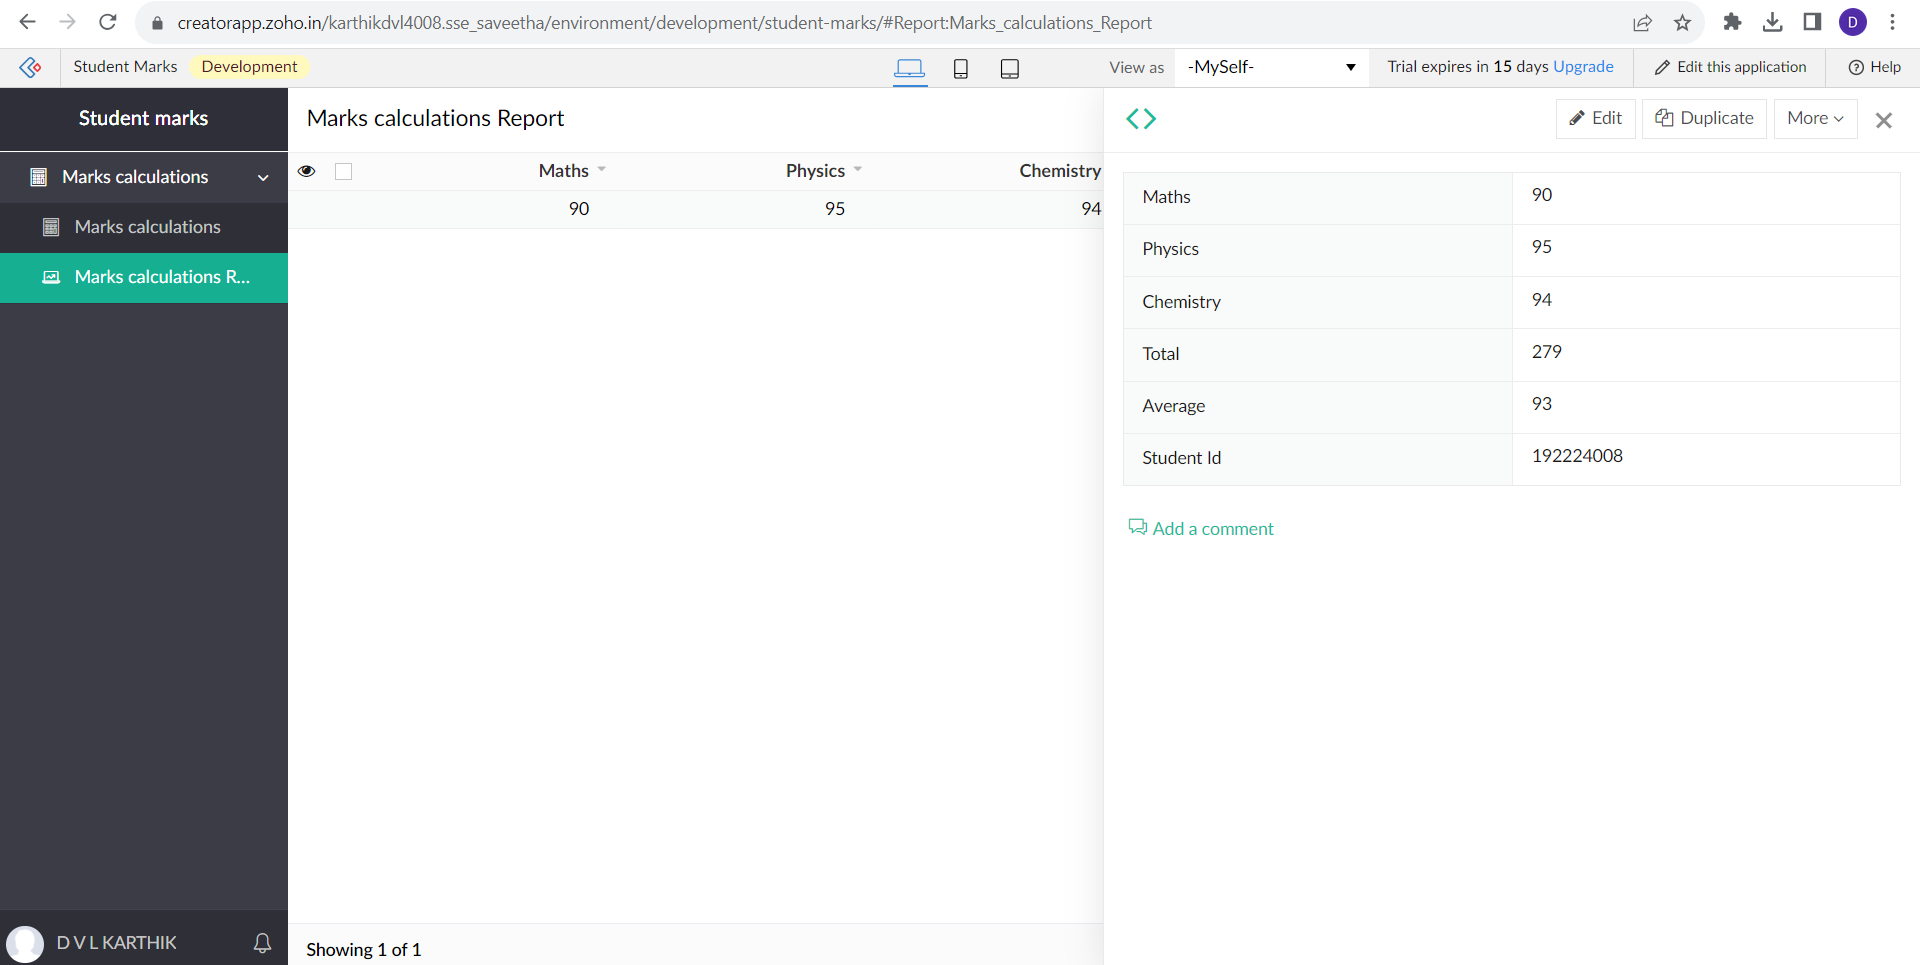 creatorapp.zoho.in/karthikdvl4008.sse_saveetha/environment/development/student-marks/#Report:Marks_calculations_Report
D
Student Marks Development View as -MySelf- Trial expires in 15 days Upgrade Edit this application Help
Student marks
Marks calculations
Marks calculations
Marks calculations R...
D V L KARTHIK
Marks calculations Report
Maths Physics Chemistry
90 95 94
Showing 1 of 1
Edit Duplicate More
Maths 90
Physics 95
Chemistry 94
Total 279
Average 93
Student Id 192224008
Add a comment